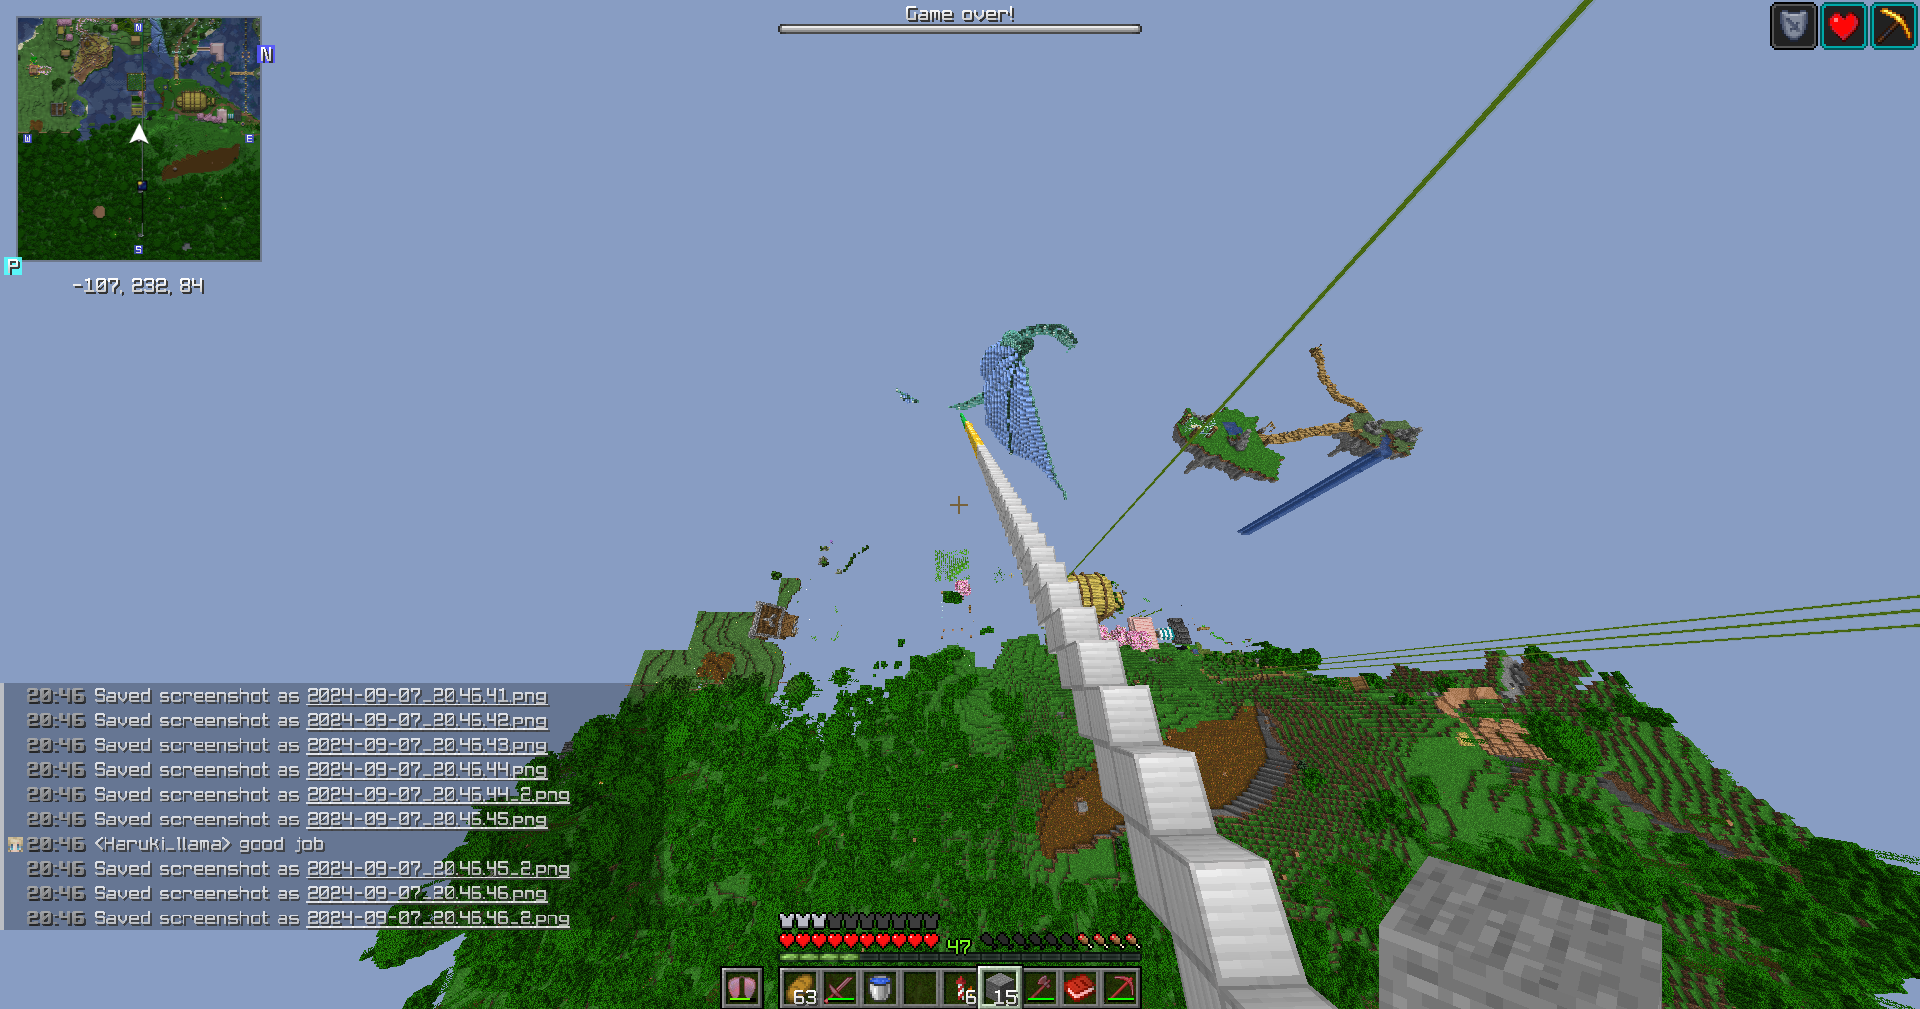 Game over!
N
N
W
E
S
P
-107, 232, 84
20:46 Saved screenshot as 2024-09-07_20.46.41.png
20:46 Saved screenshot as 2024-09-07_20.46.42.png
20:46 Saved screenshot as 2024-09-07_20.46.43.png
20:46 Saved screenshot as 2024-09-07_20.46.44.png
20:46 Saved screenshot as 2024-09-07_20.46.44_2.png
20:46 Saved screenshot as 2024-09-07_20.46.45.png
20:46 <Haruki_llama> good job
20:46 Saved screenshot as 2024-09-07_20.46.45_2.png
20:46 Saved screenshot as 2024-09-07_20.46.46.png
20:46 Saved screenshot as 2024-09-07_20.46.46_2.png
47
63 6 15